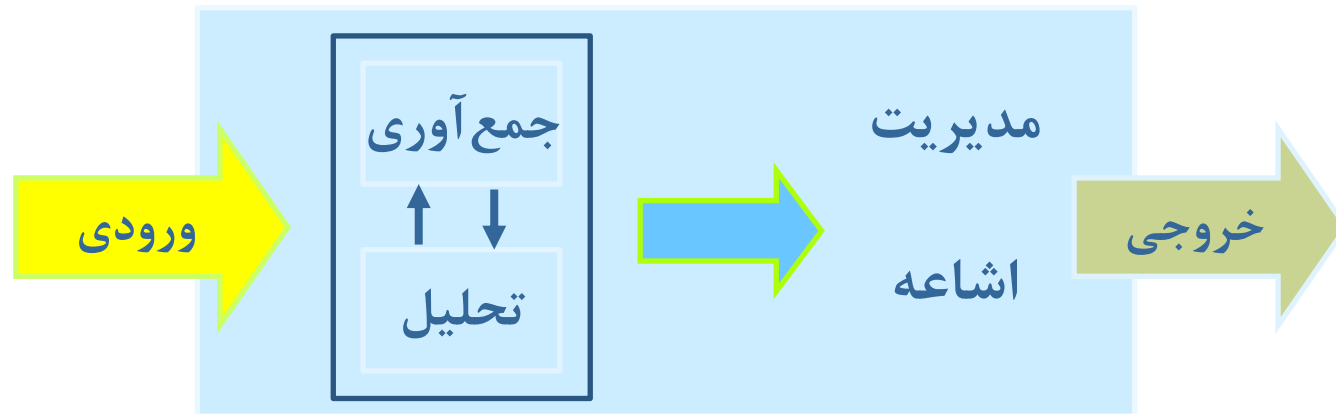 ورودی
جمع‌آوری
تحلیل
مدیریت
اشاعه
خروجی